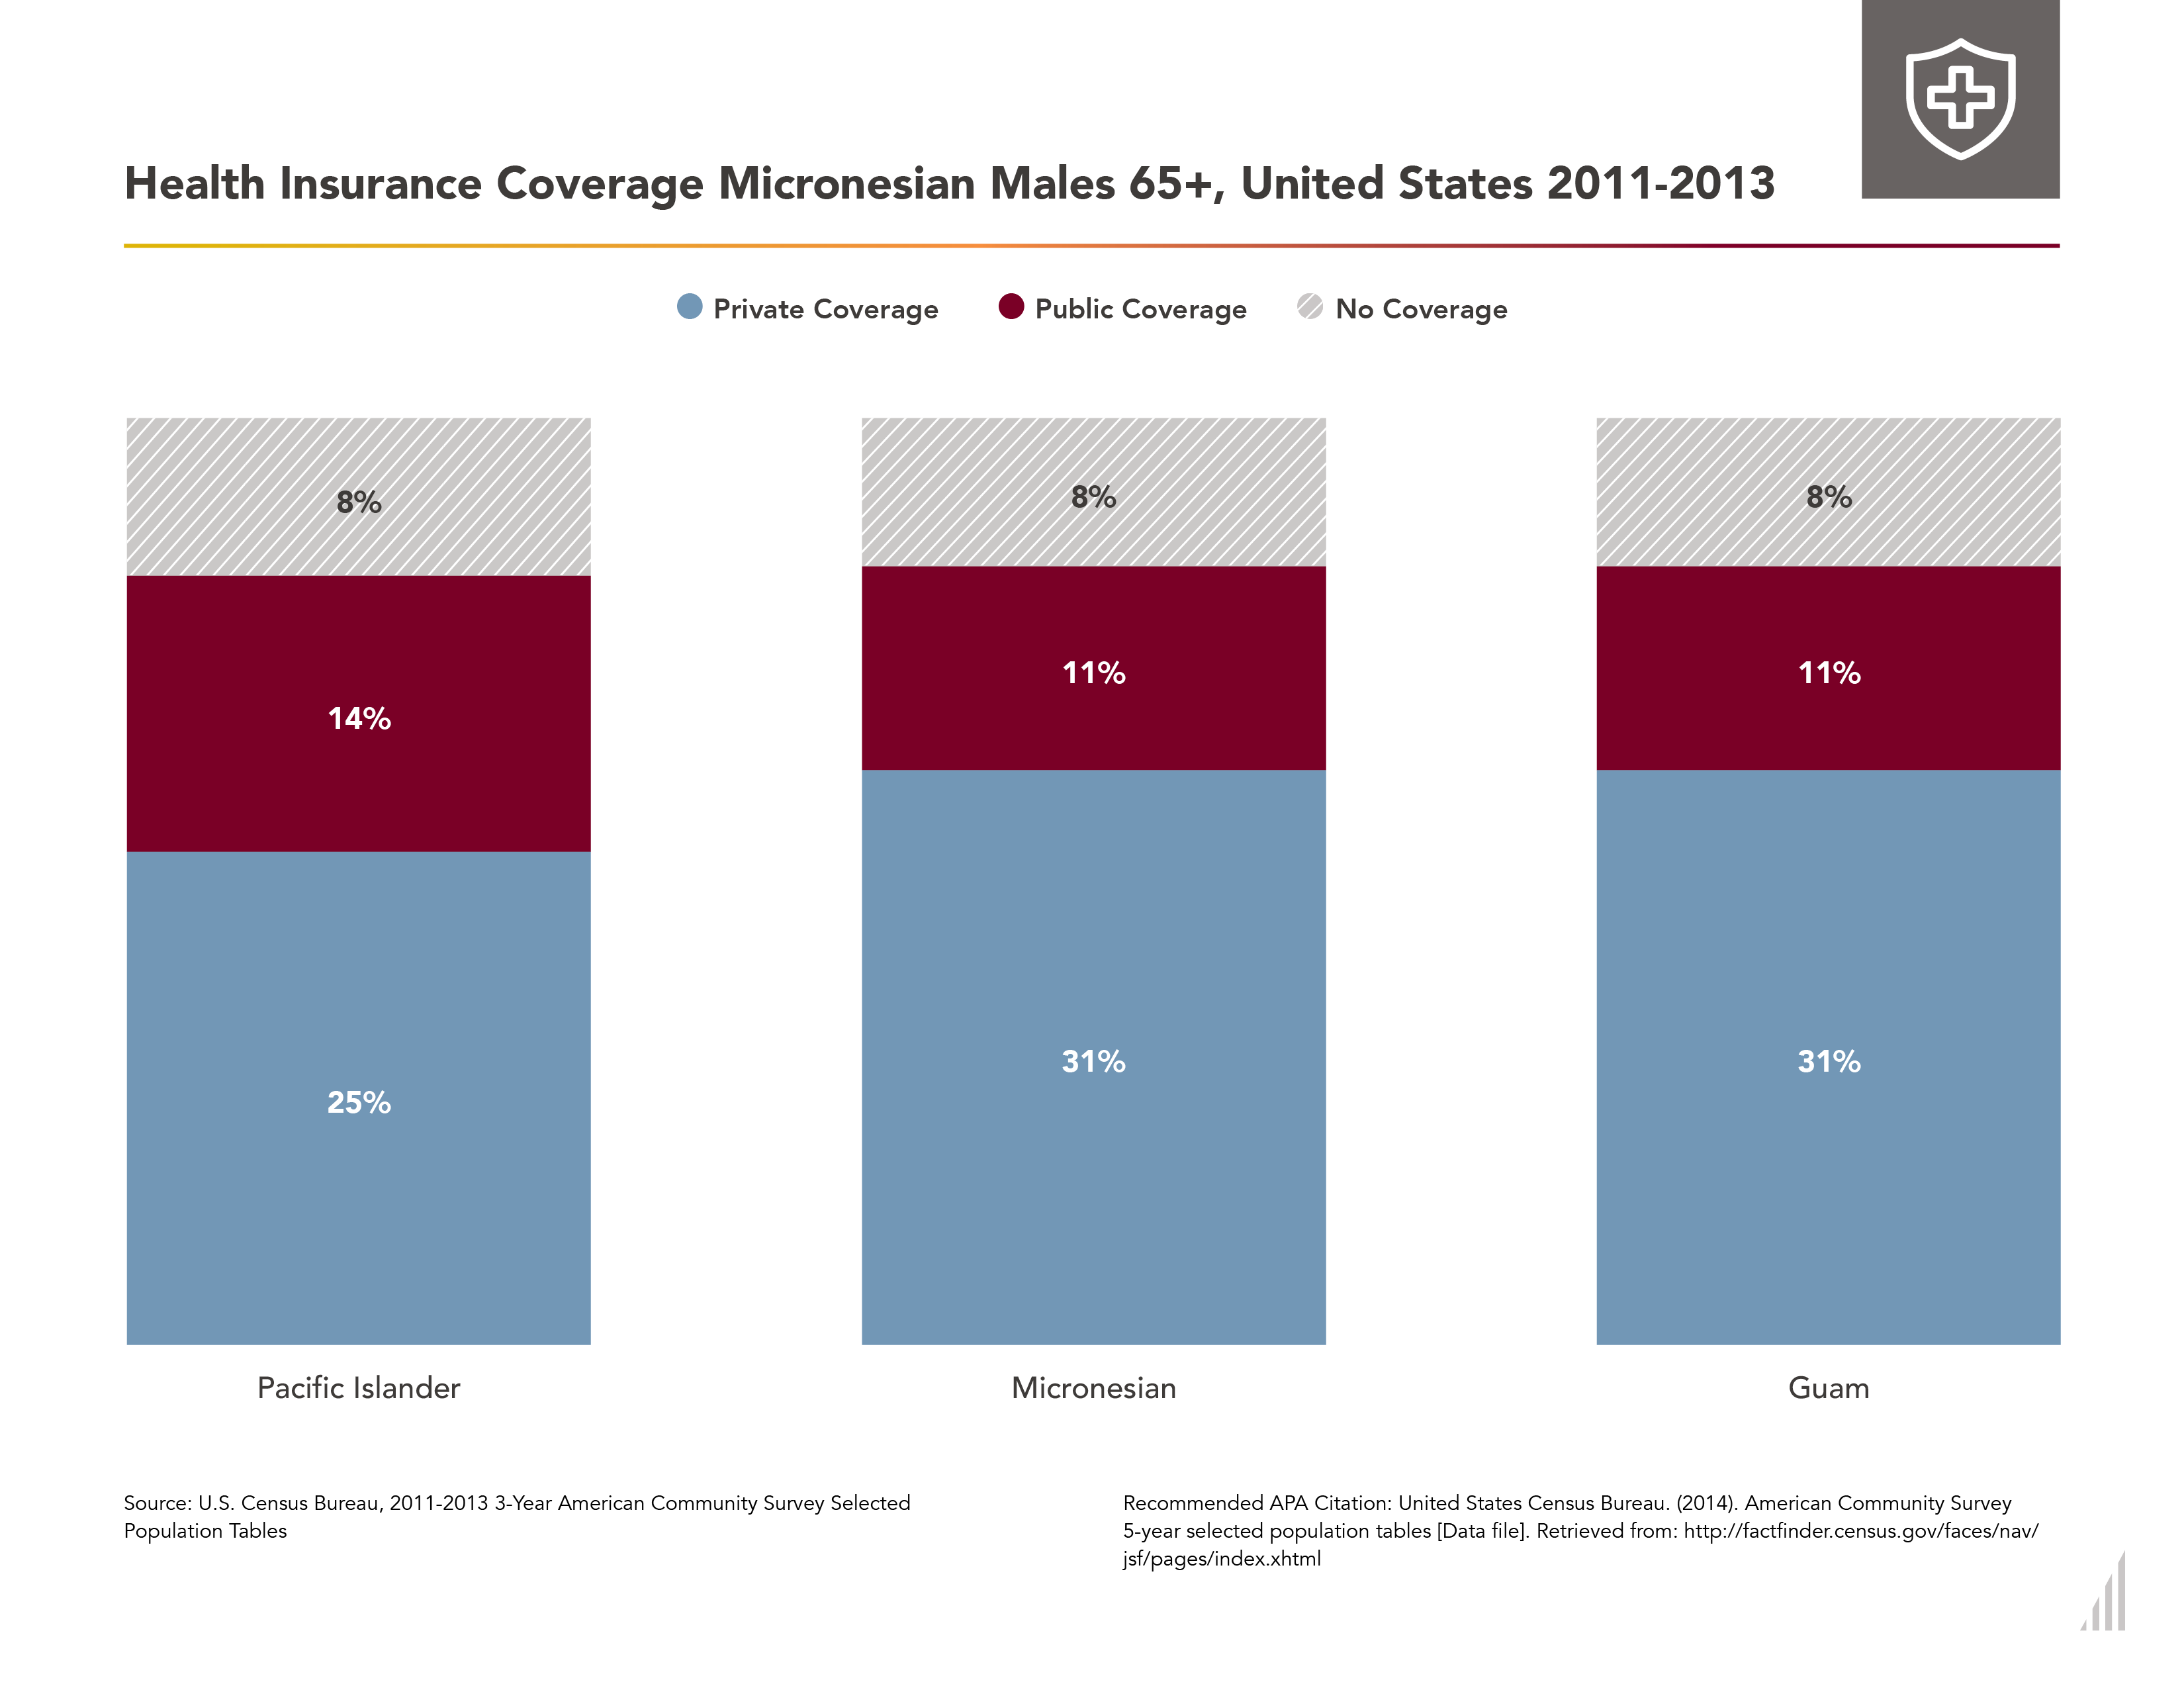 Health Insurance Coverage Micronesian Males 65+, United States 2011-2013
Private Coverage
Public Coverage
No Coverage
8%
8%
8%
14%
11%
11%
25%
31%
31%
Pacific Islander
Micronesian
Guam
Source: U.S. Census Bureau, 2011-2013 3-Year American Community Survey Selected
Population Tables
Recommended APA Citation: United States Census Bureau. (2014). American Community Survey
5-year selected population tables [Data file]. Retrieved from: http://factfinder.census.gov/faces/nav/
jsf/pages/index.xhtml